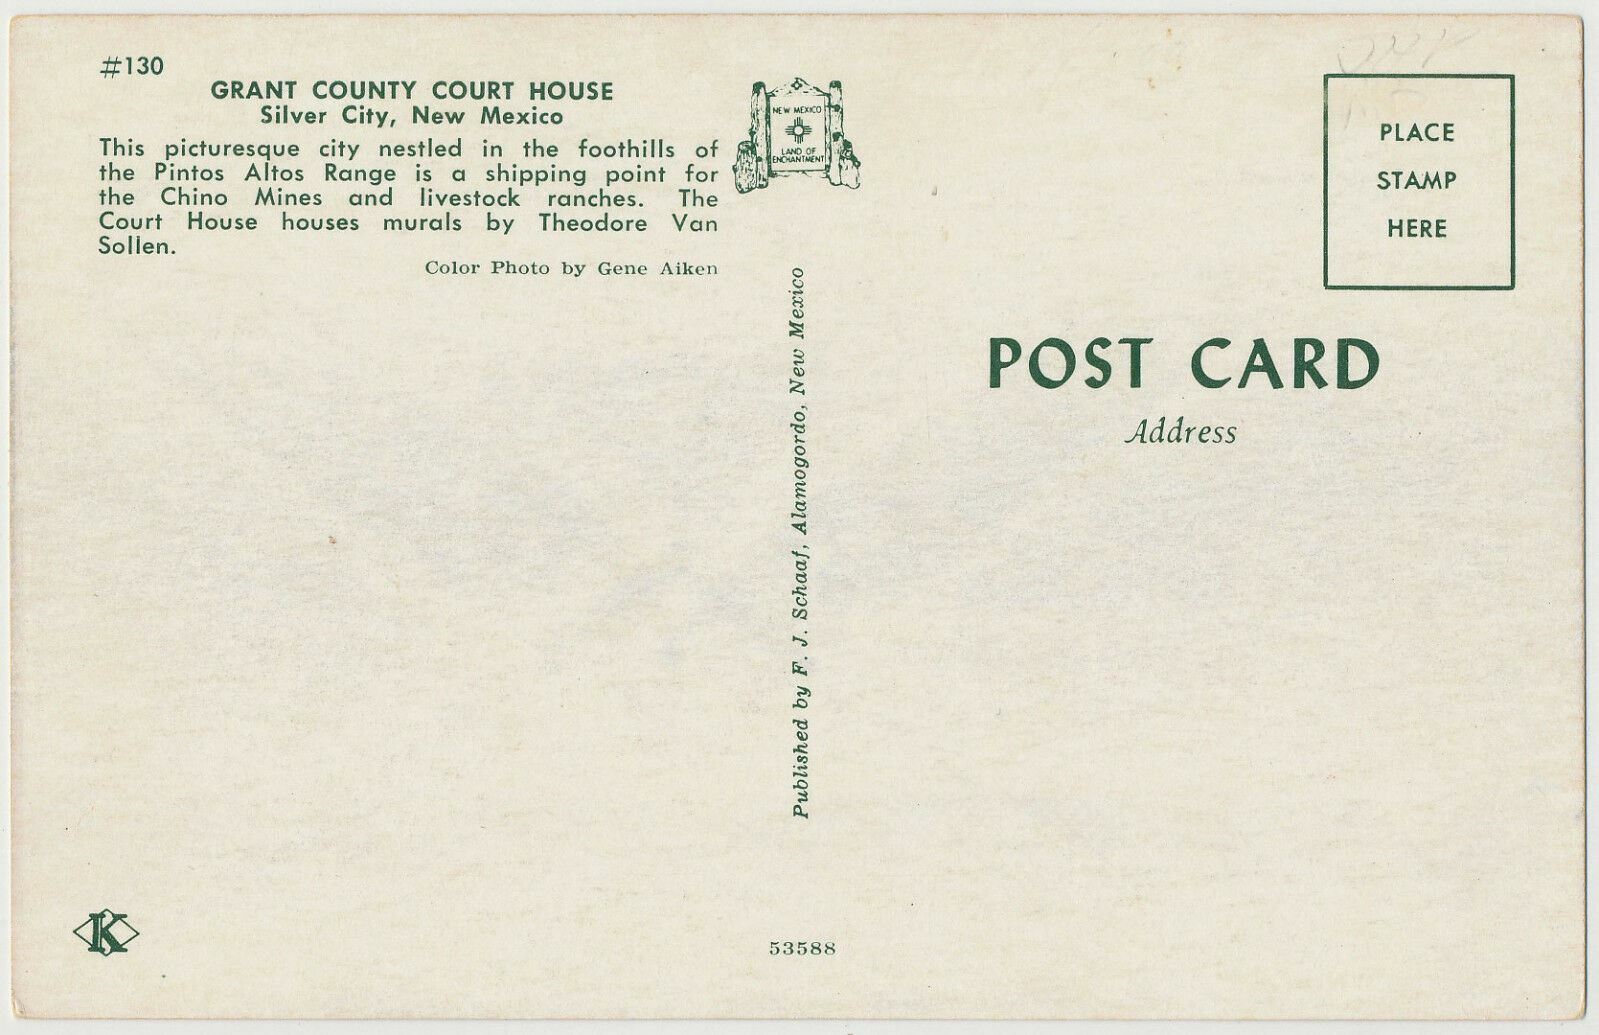 #130
GRANT COUNTY COURT HOUSE
Silver City, New Mexico
This picturesque city nestled in the foothills of
the Pintos Altos Range is a shipping point for
the Chino Mines and livestock ranches. The
Court House houses murals by Theodore Van
Sollen.
Color Photo by Gene Aiken
NEW MEXICO
LAND OF
ENCHANTMENT
Published by F. J. Schaaf, Alamogordo, New Mexico
PLACE
STAMP
HERE
POST CARD
Address
K
53588